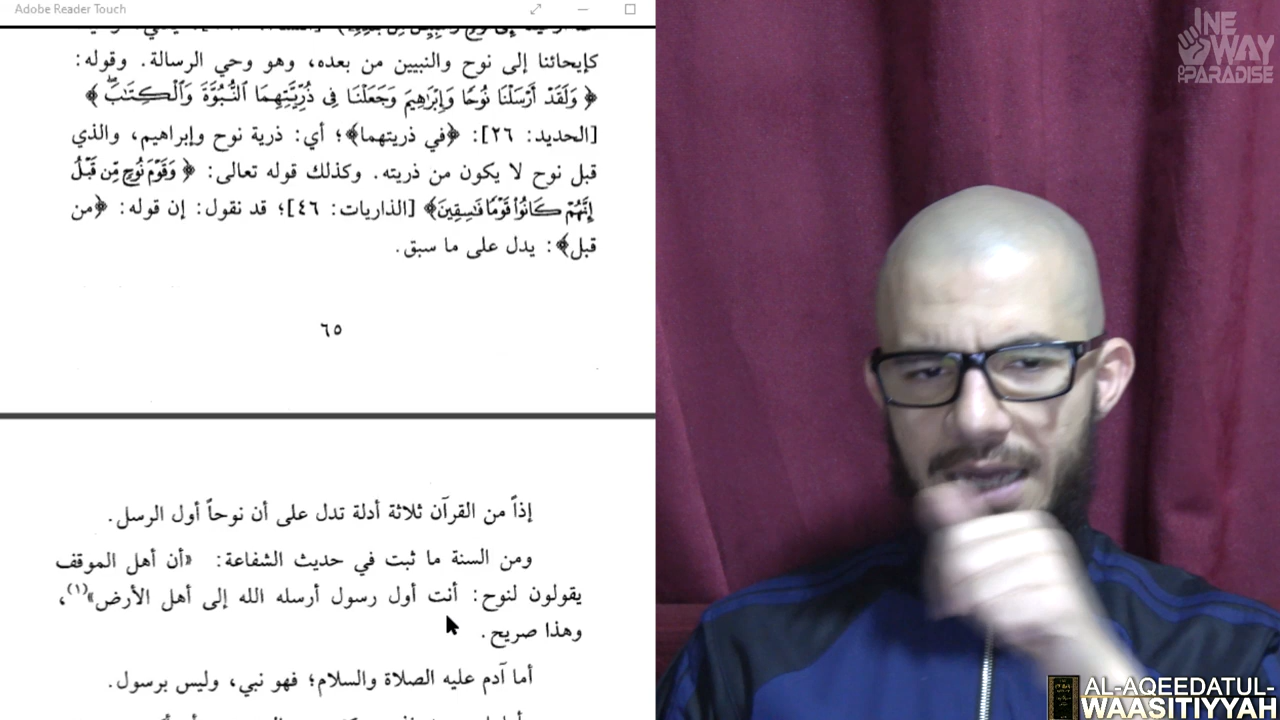 Adobe Reader Touch
كإيحائنا إلى نوح والنبيين من بعده، وهو وحي الرسالة. وقوله:
﴿ وَلَقَدْ أَرْسَلْنَا نُوحًا وَإِبْرَٰهِيمَ وَجَعَلْنَا فِى ذُرِّيَّتِهِمَا ٱلنُّبُوَّةَ وَٱلْكِتَٰبَ ۖ ﴾
[الحديد: ٢٦]: ﴿في ذريتهما﴾؛ أي: ذرية نوح وإبراهيم، والذي
قبل نوح لا يكون من ذريته. وكذلك قوله تعالى: ﴿ وَقَوْمَ نُوحٍ مِّن قَبْلُ
إِنَّهُمْ كَانُوا۟ قَوْمًا فَٰسِقِينَ﴾ [الذاريات: ٤٦]؛ قد نقول: إن قوله: ﴿من
قبل﴾: يدل على ما سبق.
٦٥
إذاً من القرآن ثلاثة أدلة تدل على أن نوحاً أول الرسل.
ومن السنة ما ثبت في حديث الشفاعة: «أن أهل الموقف
يقولون لنوح: أنت أول رسول أرسله الله إلى أهل الأرض»(١)،
وهذا صريح.
أما آدم عليه الصلاة والسلام؛ فهو نبي، وليس برسول.
ONE
WAY
TO
PARADISE
AL-AQEEDATUL-
WAASITIYYAH